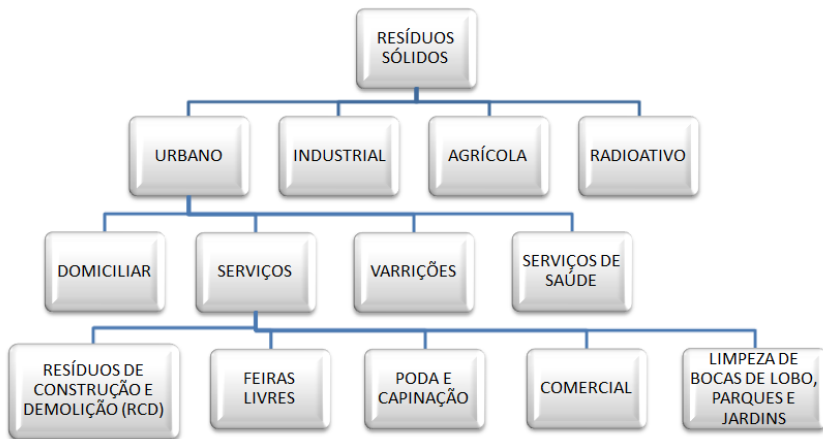 RESÍDUOS
SÓLIDOS
URBANO
INDUSTRIAL
AGRÍCOLA
RADIOATIVO
DOMICILIAR
SERVIÇOS
VARRIÇÕES
SERVIÇOS DE
SAÚDE
RESÍDUOS DE
CONSTRUÇÃO E
DEMOLIÇÃO (RCD)
FEIRAS
LIVRES
PODA E
CAPINAÇÃO
COMERCIAL
LIMPEZA DE
BOCAS DE LOBO,
PARQUES E
JARDINS